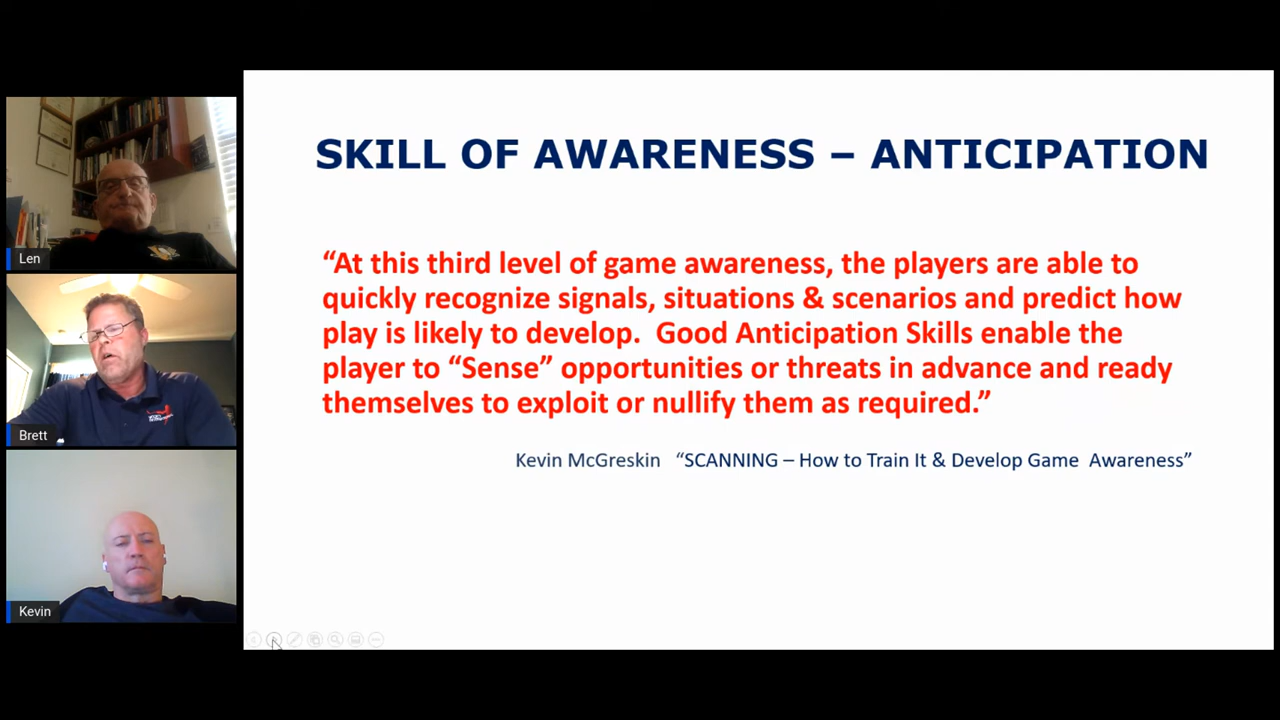 Len
Brett
Kevin
SKILL OF AWARENESS – ANTICIPATION
“At this third level of game awareness, the players are able to
quickly recognize signals, situations & scenarios and predict how
play is likely to develop.  Good Anticipation Skills enable the
player to “Sense” opportunities or threats in advance and ready
themselves to exploit or nullify them as required.”
Kevin McGreskin   “SCANNING – How to Train It & Develop Game  Awareness”